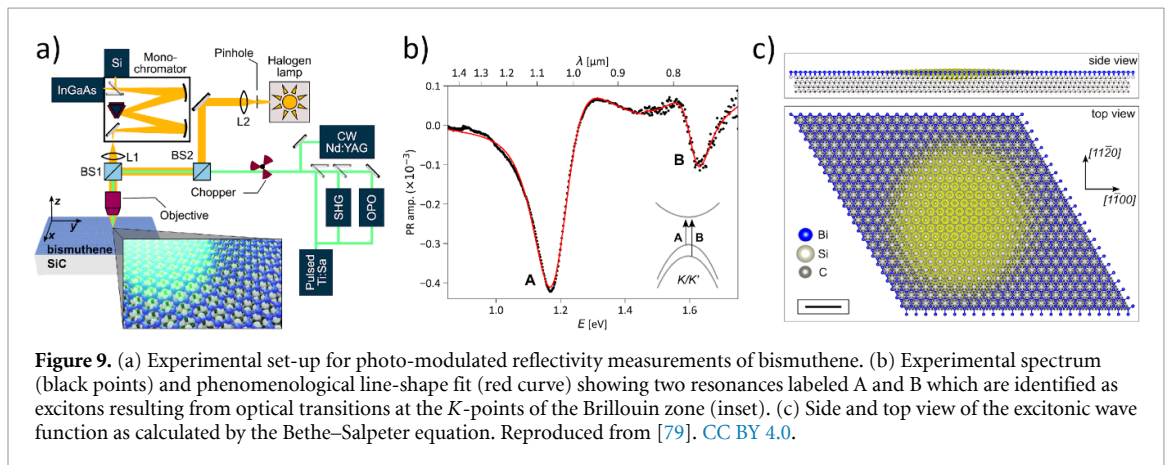 a)
Si
Mono-
chromator
Pinhole
Halogen
lamp
InGaAs
L2
L1
BS2
BS1
CW
Nd:YAG
Chopper
Objective
SHG
OPO
z
y
x
bismuthene
SiC
Pulsed
Ti:Sa
b)
λ [μm]
1.4 1.3 1.2 1.1 1 0.9 0.8
0.1
0.0
−0.1
−0.2
−0.3
−0.4
PR amp. (×10⁻³)
A
B
A B
K/K'
1.0 1.2 1.4 1.6
E [eV]
c)
side view
top view
[112̄0]
[11̄00]
Bi
Si
C
Figure 9. (a) Experimental set-up for photo-modulated reflectivity measurements of bismuthene. (b) Experimental spectrum
(black points) and phenomenological line-shape fit (red curve) showing two resonances labeled A and B which are identified as
excitons resulting from optical transitions at the K-points of the Brillouin zone (inset). (c) Side and top view of the excitonic wave
function as calculated by the Bethe–Salpeter equation. Reproduced from [79]. CC BY 4.0.